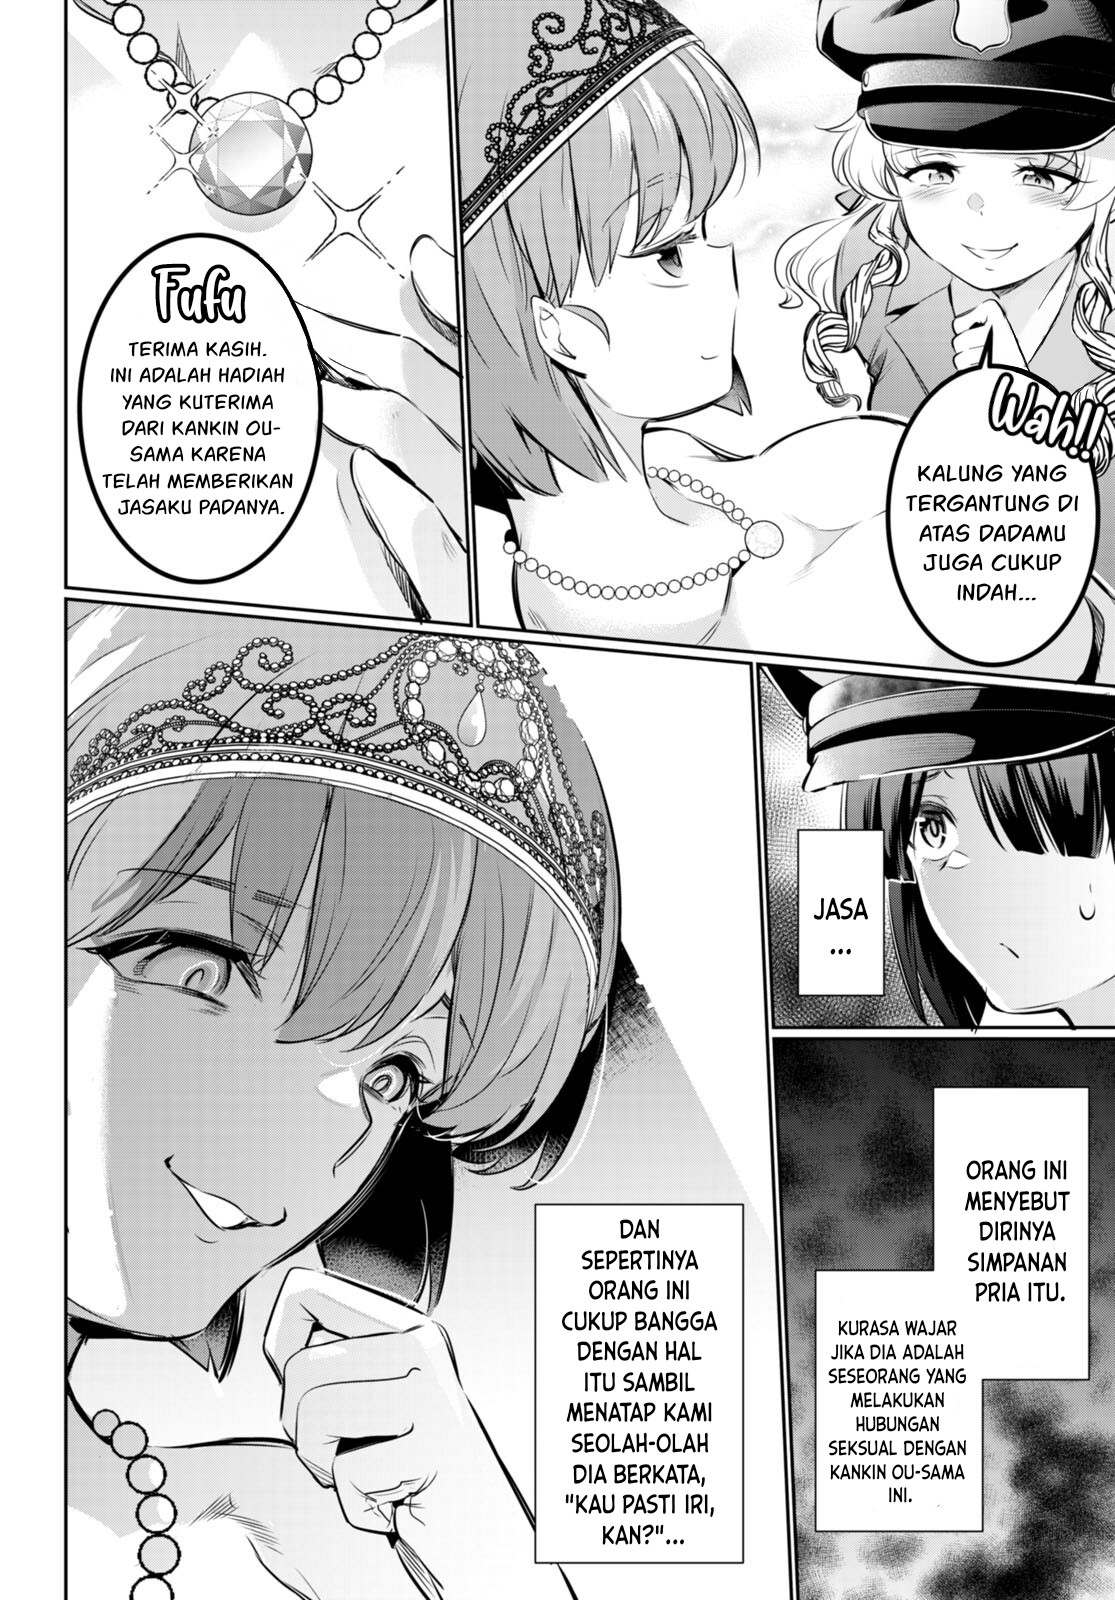 Wah!!
KALUNG YANG
TERGANTUNG DI
ATAS DADAMU
JUGA CUKUP
INDAH...
Fufu
TERIMA KASIH.
INI ADALAH HADIAH
YANG KUTERIMA
DARI KANKIN OU-
SAMA KARENA
TELAH MEMBERIKAN
JASAKU PADANYA.
JASA
...
ORANG INI
MENYEBUT
DIRINYA
SIMPANAN
PRIA ITU.
KURASA WAJAR
JIKA DIA ADALAH
SESEORANG YANG
MELAKUKAN
HUBUNGAN
SEKSUAL DENGAN
KANKIN OU-SAMA
INI.
DAN
SEPERTINYA
ORANG INI
CUKUP BANGGA
DENGAN HAL
ITU SAMBIL
MENATAP KAMI
SEOLAH-OLAH
DIA BERKATA,
"KAU PASTI IRI,
KAN?"...